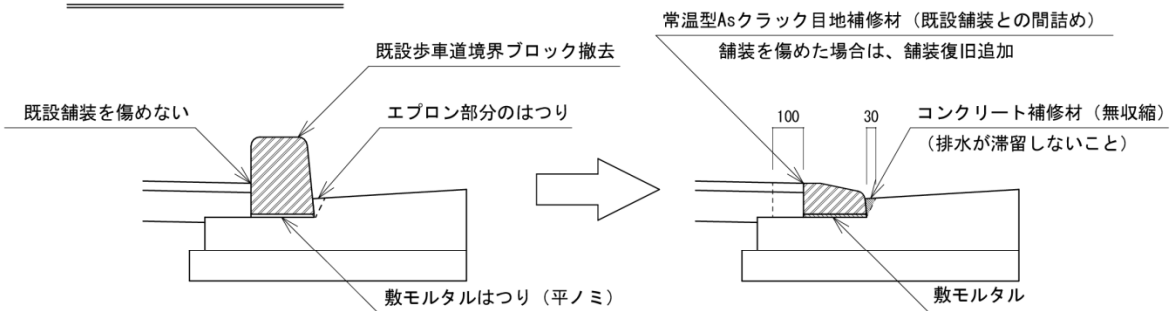 既設歩車道境界ブロック撤去
既設舗装を傷めない
エプロン部分のはつり
敷モルタルはつり（平ノミ）
常温型Asクラック目地補修材（既設舗装との間詰め）
舗装を傷めた場合は、舗装復旧追加
100
30
コンクリート補修材（無収縮）
（排水が滞留しないこと）
敷モルタル